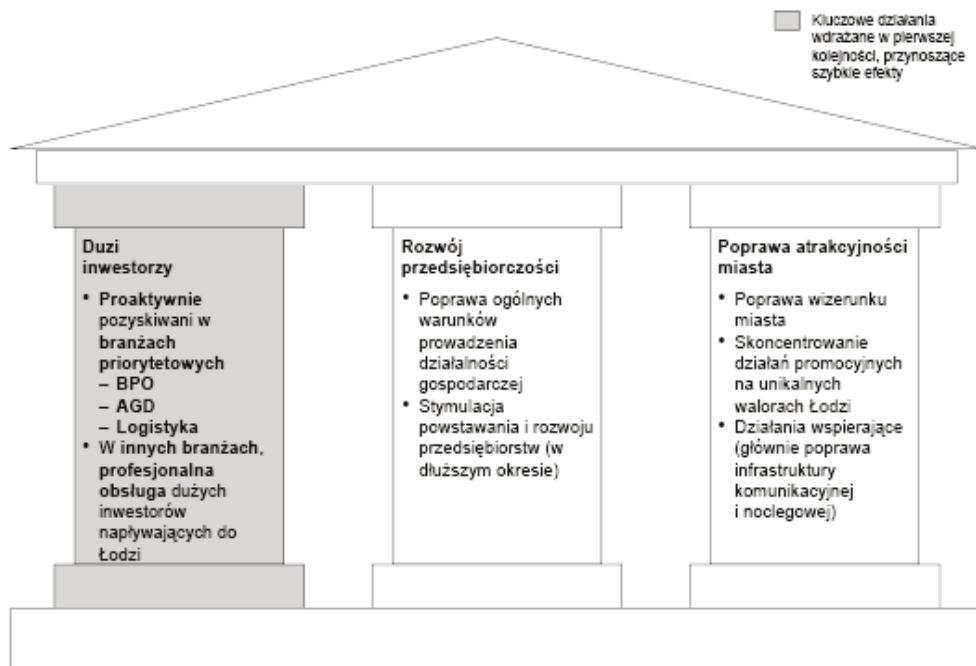 Kluczowe działania
wdrażane w pierwszej
kolejności, przynoszące
szybkie efekty
Duzi
inwestorzy
• Proaktywnie
pozyskiwani w
branżach
priorytetowych
– BPO
– AGD
– Logistyka
• W innych branżach,
profesjonalna
obsługa dużych
inwestorów
napływających do
Łodzi
Rozwój
przedsiębiorczości
• Poprawa ogólnych
warunków
prowadzenia
działalności
gospodarczej
• Stymulacja
powstawania i rozwoju
przedsiębiorstw (w
dłuższym okresie)
Poprawa atrakcyjności
miasta
• Poprawa wizerunku
miasta
• Skoncentrowanie
działań promocyjnych
na unikalnych
walorach Łodzi
• Działania wspierające
(głównie poprawa
infrastruktury
komunikacyjnej
i noclegowej)